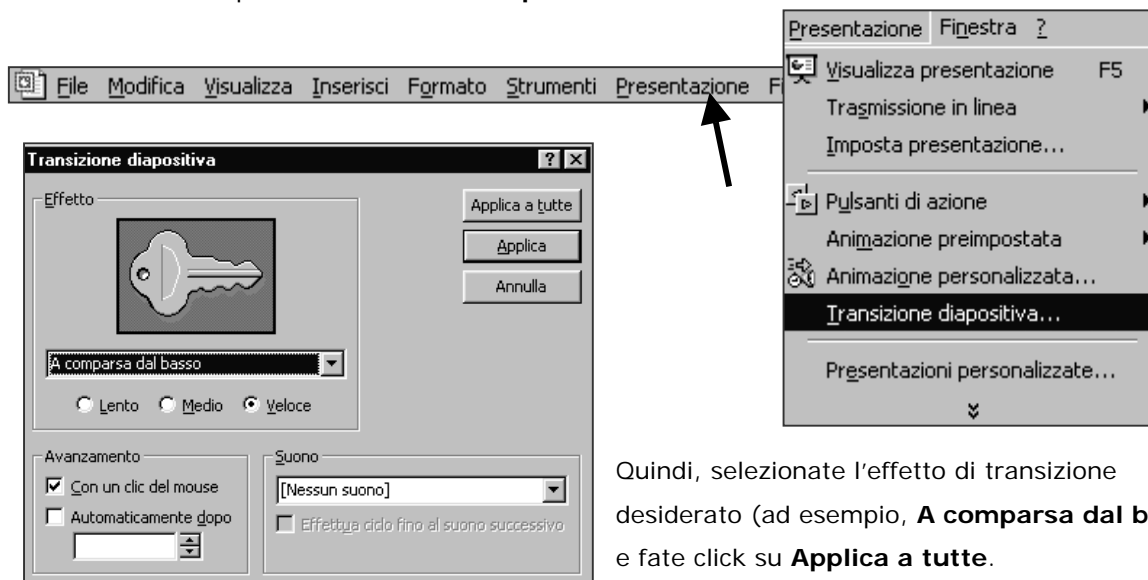 File Modifica Visualizza Inserisci Formato Strumenti Presentazione
Presentazione Finestra ?
Visualizza presentazione F5
Trasmissione in linea
Imposta presentazione...
Pulsanti di azione
Animazione preimpostata
Animazione personalizzata...
Transizione diapositiva...
Presentazioni personalizzate...
Transizione diapositiva
Effetto
Applica a tutte
Applica
Annulla
A comparsa dal basso
Lento Medio Veloce
Avanzamento
Con un clic del mouse
Automaticamente dopo
Suono
[Nessun suono]
Effettua ciclo fino al suono successivo
Quindi, selezionate l'effetto di transizione
desiderato (ad esempio, A comparsa dal
e fate click su Applica a tutte.